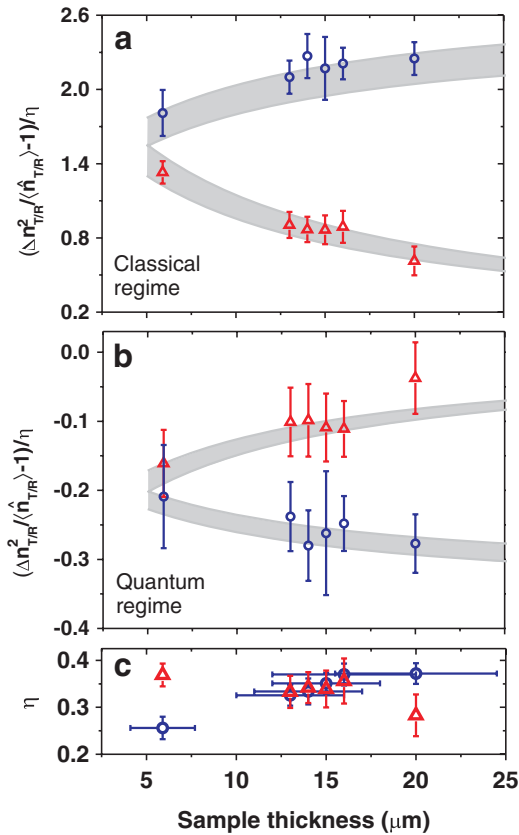 a
2.6
2.0
1.4
0.8
0.2
(Δn²T/R/⟨n̂T/R⟩-1)/η
Classical
regime
b
0.0
-0.1
-0.2
-0.3
-0.4
(Δn²T/R/⟨n̂T/R⟩-1)/η
Quantum
regime
c
0.4
0.3
0.2
η
5 10 15 20 25
Sample thickness (μm)